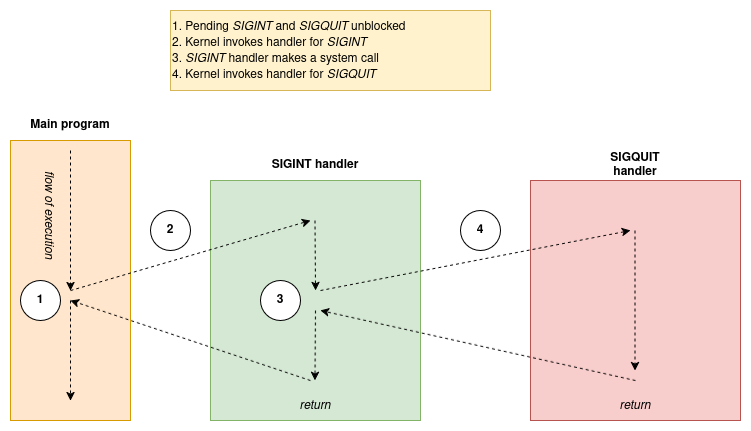 1. Pending SIGINT and SIGQUIT unblocked
2. Kernel invokes handler for SIGINT
3. SIGINT handler makes a system call
4. Kernel invokes handler for SIGQUIT
Main program
SIGINT handler
SIGQUIT
handler
flow of execution
2
4
1
3
return
return